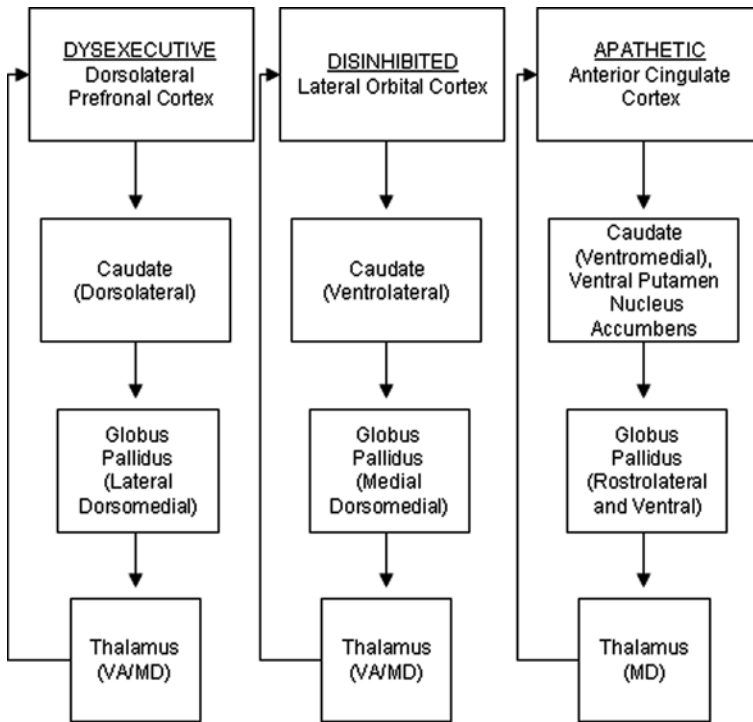 DYSEXECUTIVE
Dorsolateral
Prefronal Cortex
Caudate
(Dorsolateral)
Globus
Pallidus
(Lateral
Dorsomedial)
Thalamus
(VA/MD)
DISINHIBITED
Lateral Orbital Cortex
Caudate
(Ventrolateral)
Globus
Pallidus
(Medial
Dorsomedial)
Thalamus
(VA/MD)
APATHETIC
Anterior Cingulate
Cortex
Caudate
(Ventromedial),
Ventral Putamen
Nucleus
Accumbens
Globus
Pallidus
(Rostrolateral
and Ventral)
Thalamus
(MD)